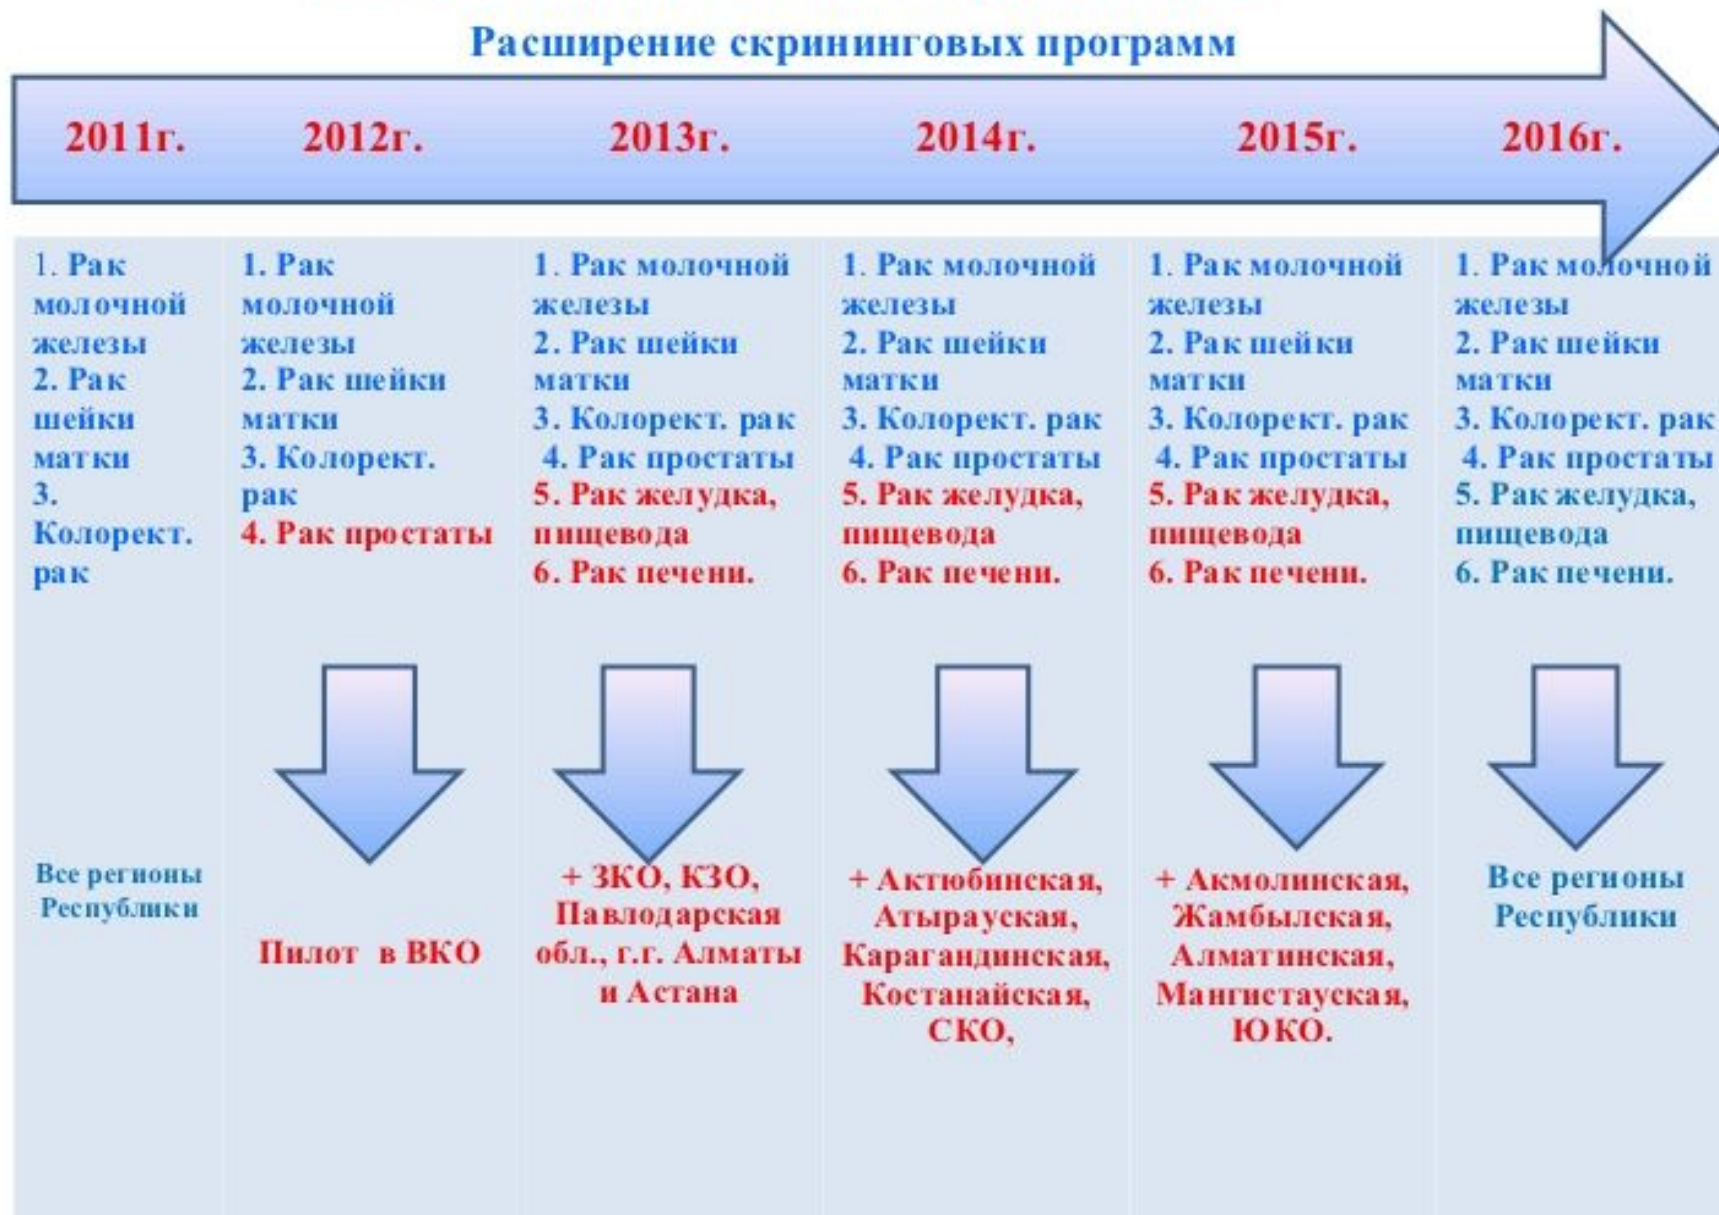 Расширение скрининговых программ
2011г.
2012г.
2013г.
2014г.
2015г.
2016г.
1. Рак
молочной
железы
2. Рак
шейки
матки
3.
Колорект.
рак
Все регионы
Республики
1. Рак
молочной
железы
2. Рак шейки
матки
3. Колорект.
рак
4. Рак простаты
Пилот в ВКО
1. Рак молочной
железы
2. Рак шейки
матки
3. Колорект. рак
4. Рак простаты
5. Рак желудка,
пищевода
6. Рак печени.
+ ЗКО, КЗО,
Павлодарская
обл., г.г. Алматы
и Астана
1. Рак молочной
железы
2. Рак шейки
матки
3. Колорект. рак
4. Рак простаты
5. Рак желудка,
пищевода
6. Рак печени.
+ Актюбинская,
Атырауская,
Карагандинская,
Костанайская,
СКО,
1. Рак молочной
железы
2. Рак шейки
матки
3. Колорект. рак
4. Рак простаты
5. Рак желудка,
пищевода
6. Рак печени.
+ Акмолинская,
Жамбылская,
Алматинская,
Мангистауская,
ЮКО.
1. Рак молочной
железы
2. Рак шейки
матки
3. Колорект. рак
4. Рак простаты
5. Рак желудка,
пищевода
6. Рак печени.
Все регионы
Республики